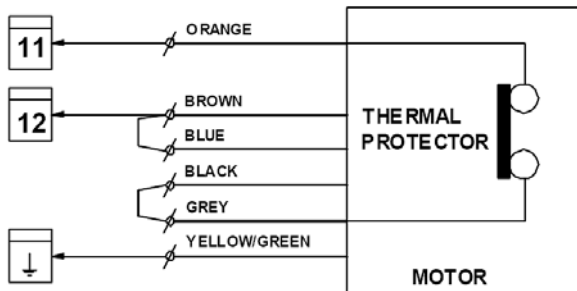 11
ORANGE
12
BROWN
BLUE
BLACK
GREY
YELLOW/GREEN
THERMAL
PROTECTOR
MOTOR